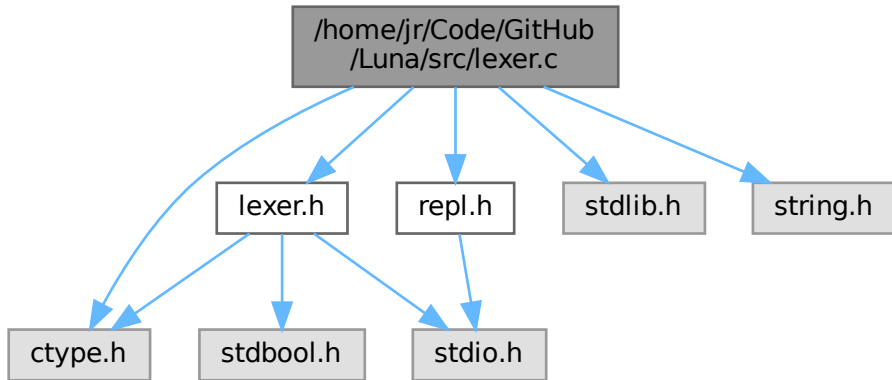 /home/jr/Code/GitHub
/Luna/src/lexer.c
lexer.h
repl.h
stdlib.h
string.h
ctype.h
stdbool.h
stdio.h